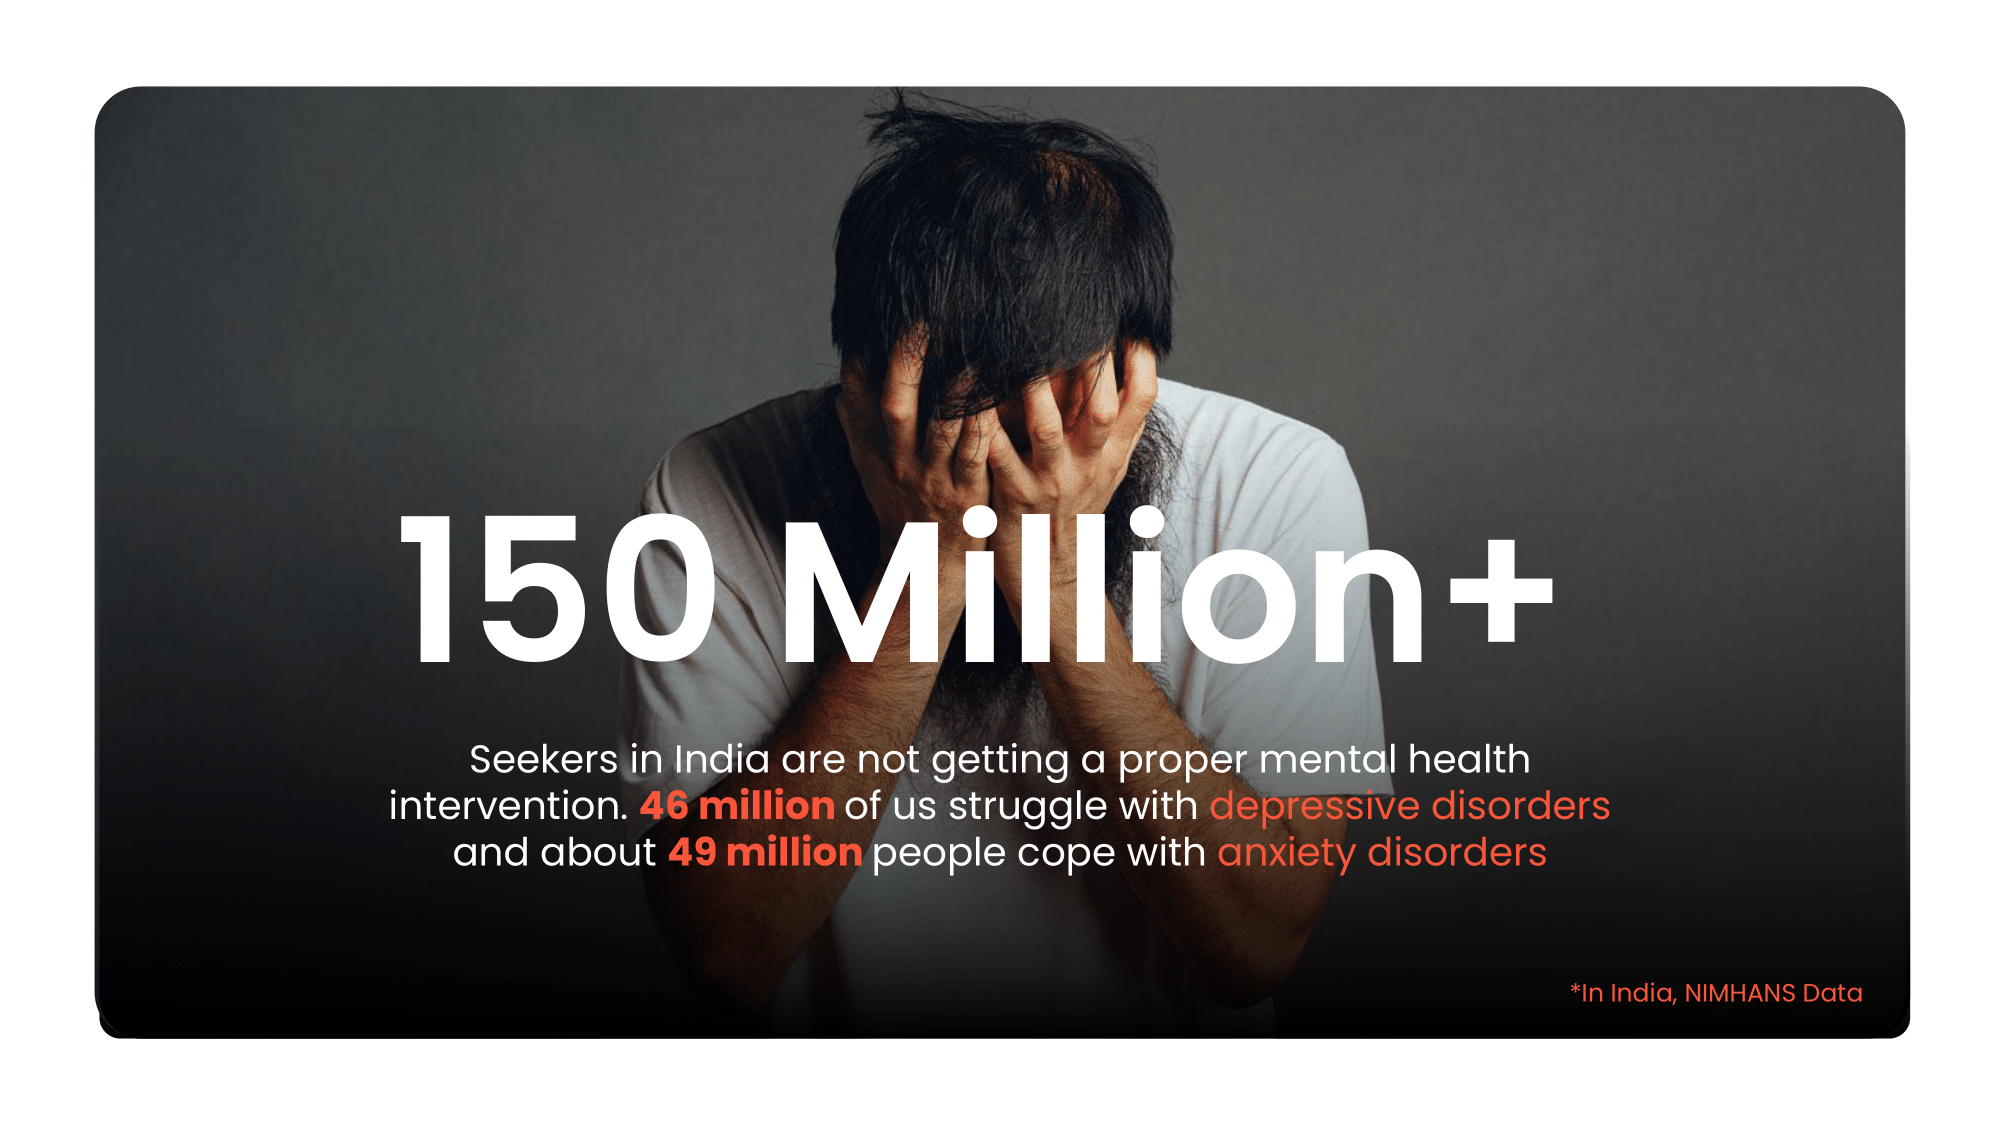 150 Million+
Seekers in India are not getting a proper mental health
intervention. 46 million of us struggle with depressive disorders
and about 49 million people cope with anxiety disorders
*In India, NIMHANS Data